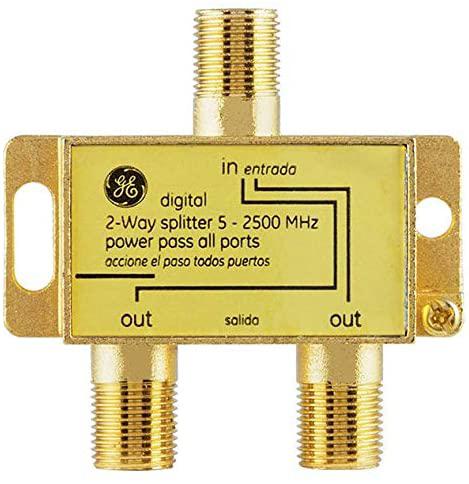 in entrada
GE
digital
2-Way splitter 5 - 2500 MHz
power pass all ports
accione el paso todos puertos
out salida out